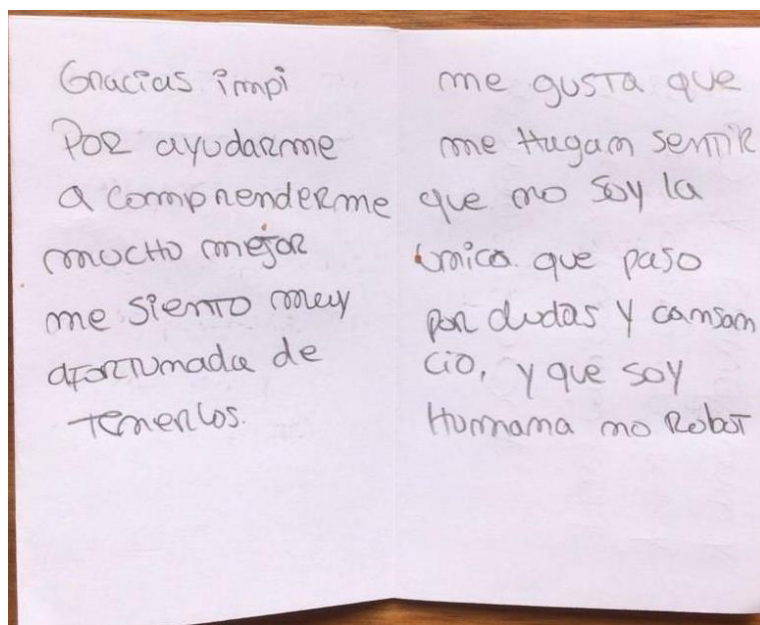 Gracias impi
Por ayudarme
a comprenderme
mucho mejor
me siento muy
afortunada de
tenerlos.
me gusta que
me Hagan sentir
que no soy la
única que paso
por dudas y cansan
cio, y que soy
Humana no Robot